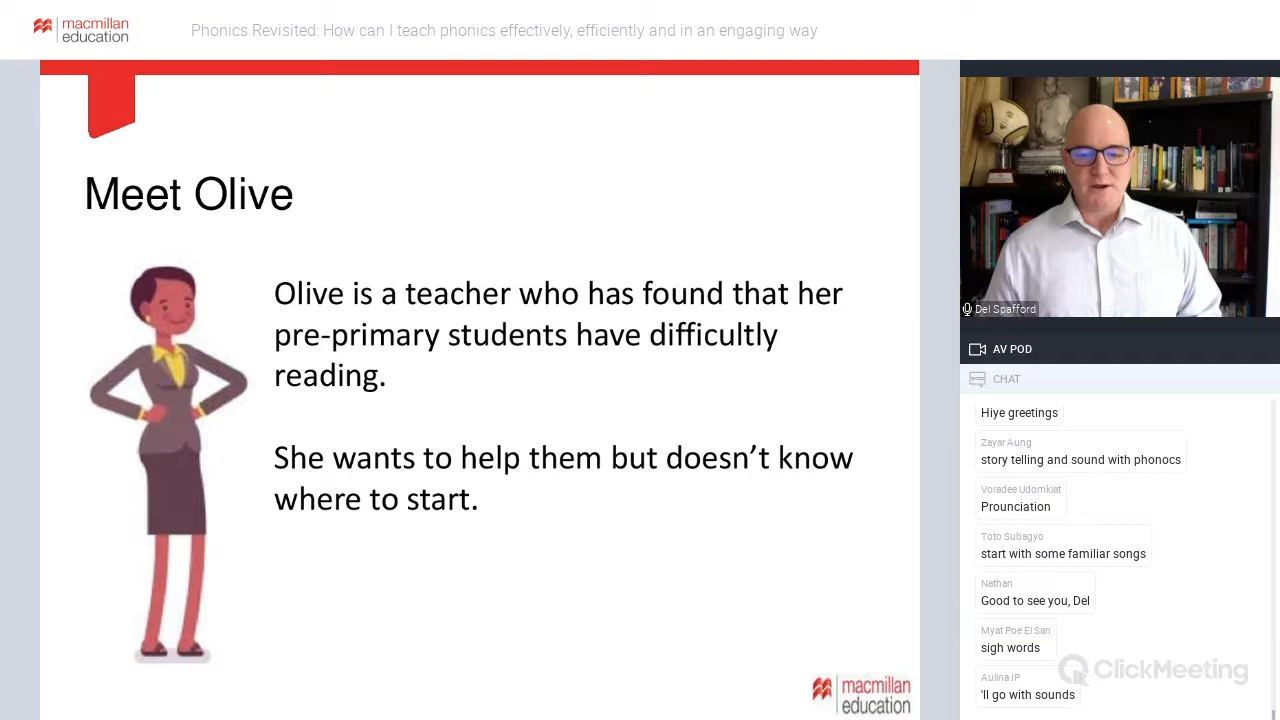 macmillan
education
Phonics Revisited: How can I teach phonics effectively, efficiently and in an engaging way
Meet Olive
Olive is a teacher who has found that her
pre-primary students have difficultly
reading.
She wants to help them but doesn't know
where to start.
macmillan
education
Del Spafford
AV POD
CHAT
Hiye greetings
Zayar Aung
story telling and sound with phonocs
Voradee Udomkiat
Prounciation
Toto Subagyo
start with some familiar songs
Nathan
Good to see you, Del
Myat Poe Ei San
sigh words
Aulina IP
'll go with sounds
ClickMeeting